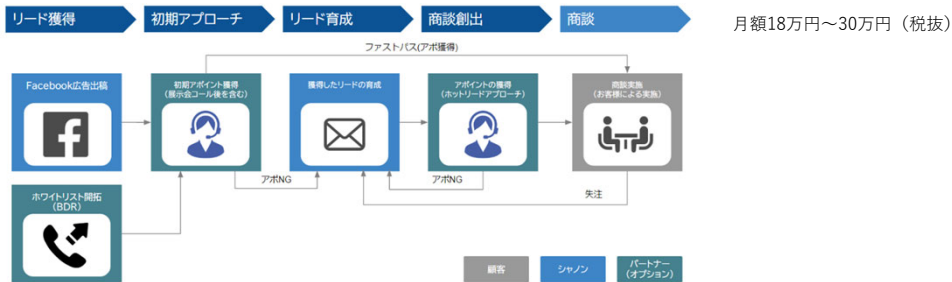 リード獲得
初期アプローチ
リード育成
商談創出
商談
月額18万円～30万円（税抜）
ファストパス(アポ獲得)
Facebook広告出稿
初期アポイント獲得
(展示会コール後を含む)
獲得したリードの育成
アポイントの獲得
(ホットリードアプローチ)
商談実施
(お客様による実施)
アポNG
アポNG
失注
ホワイトリスト開拓
(BDR)
顧客
シャノン
パートナー
(オプション)